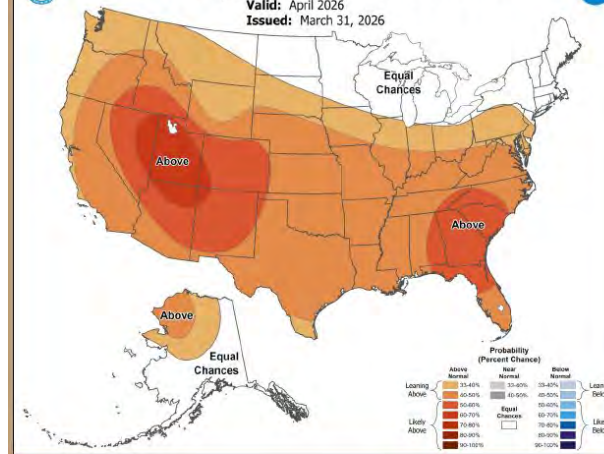 Valid: April 2026
Issued: March 31, 2026
Equal
Chances
Above
Above
Above
Equal
Chances
Probability
(Percent Chance)
Above
Normal
Near
Normal
Below
Normal
Leaning
Above
33-40%
33-40%
33-40%
40-50%
40-50%
40-50%
Likely
Above
50-60%
50-60%
60-70%
60-70%
70-80%
70-80%
80-90%
80-90%
90-100%
90-100%
Equal
Chances